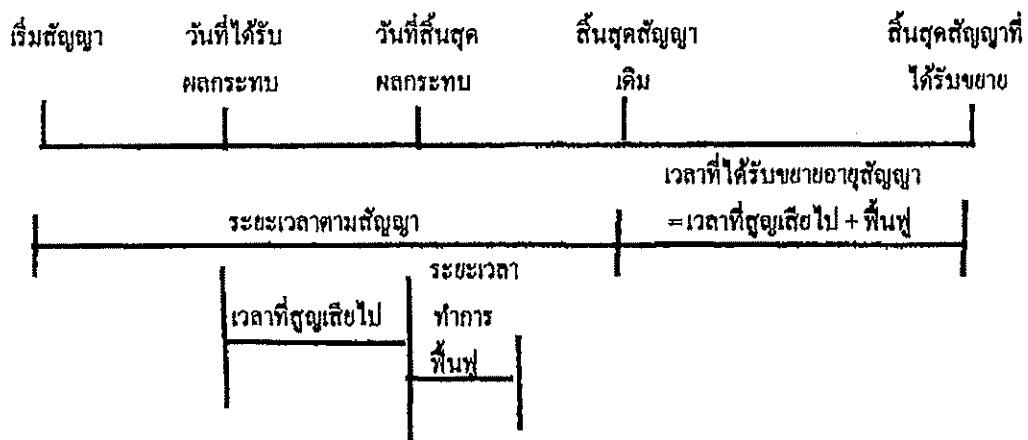 เริ่มสัญญา วันที่ได้รับ วันที่สิ้นสุด สิ้นสุดสัญญา สิ้นสุดสัญญาที่
ผลกระทบ ผลกระทบ เดิม ได้รับขยาย
เวลาที่ได้รับขยายอายุสัญญา
ระยะเวลาตามสัญญา =เวลาที่สูญเสียไป + ฟื้นฟู
ระยะเวลา
เวลาที่สูญเสียไป ทำการ
ฟื้นฟู